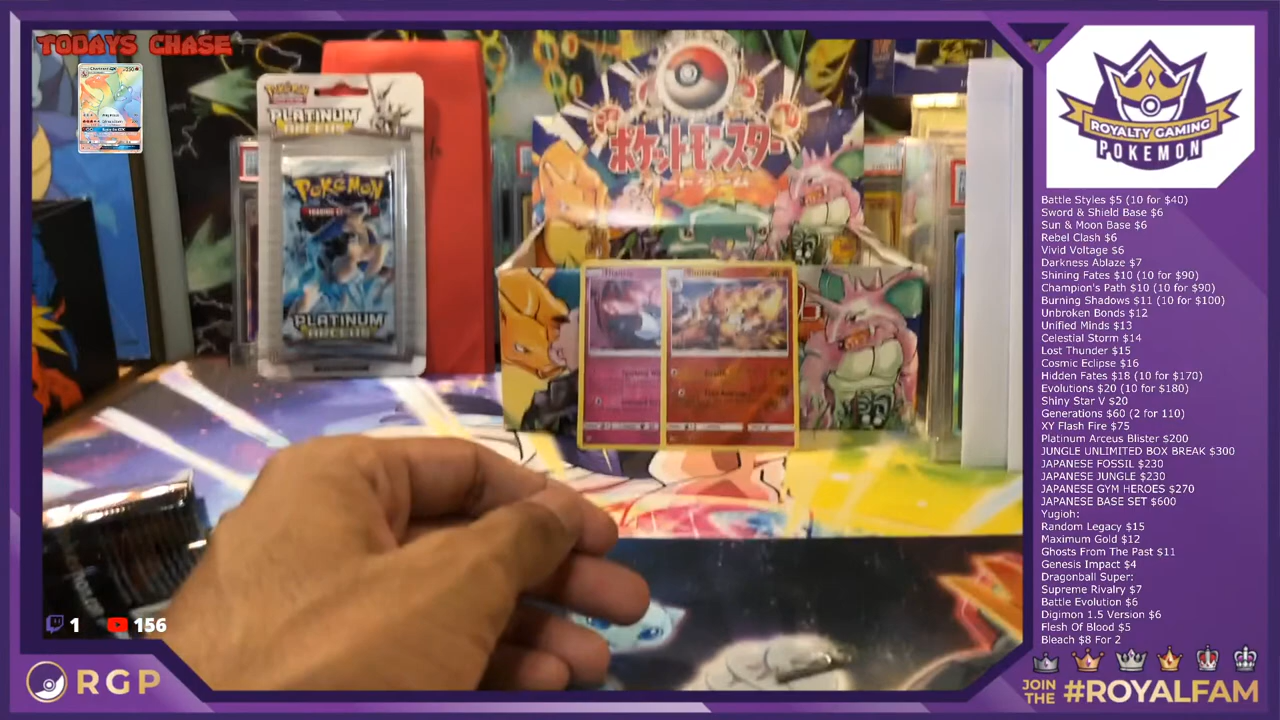 TODAYS CHASE
Pokémon
PLATINUM
ARCEUS
POKéMON
PLATINUM
ARCEUS
ポケットモンスター
1
156
RGP
ROYALTY GAMING
POKEMON
Battle Styles $5 (10 for $40)
Sword & Shield Base $6
Sun & Moon Base $6
Rebel Clash $6
Vivid Voltage $6
Darkness Ablaze $7
Shining Fates $10 (10 for $90)
Champion's Path $10 (10 for $90)
Burning Shadows $11 (10 for $100)
Unbroken Bonds $12
Unified Minds $13
Celestial Storm $14
Lost Thunder $15
Cosmic Eclipse $16
Hidden Fates $18 (10 for $170)
Evolutions $20 (10 for $180)
Shiny Star V $20
Generations $60 (2 for 110)
XY Flash Fire $75
Platinum Arceus Blister $200
JUNGLE UNLIMITED BOX BREAK $300
JAPANESE FOSSIL $230
JAPANESE JUNGLE $230
JAPANESE GYM HEROES $270
JAPANESE BASE SET $600
Yugioh:
Random Legacy $15
Maximum Gold $12
Ghosts From The Past $11
Genesis Impact $4
Dragonball Super:
Supreme Rivalry $7
Battle Evolution $6
Digimon 1.5 Version $6
Flesh Of Blood $5
Bleach $8 For 2
JOIN
THE #ROYALFAM